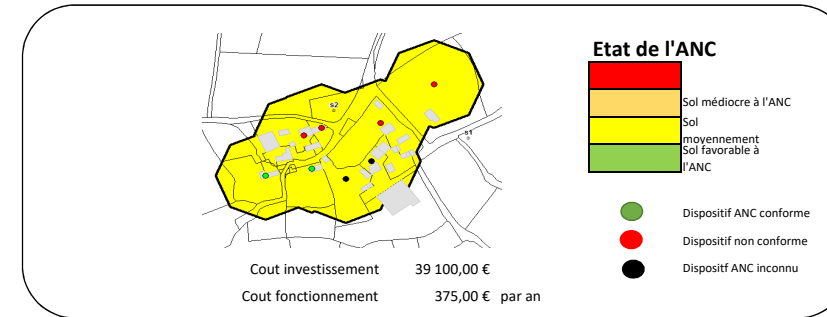 Etat de l'ANC
Sol médiocre à l'ANC
Sol
moyennement
Sol favorable à
l'ANC
s2
s1
Dispositif ANC conforme
Dispositif non conforme
Dispositf ANC inconnu
Cout investissement 39 100,00 €
Cout fonctionnement 375,00 € par an